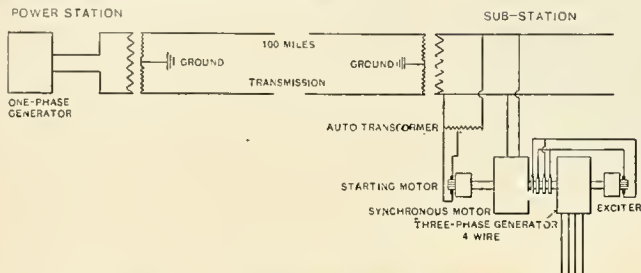 POWER STATION
SUB-STATION
100 MILES
GROUND
GROUND
TRANSMISSION
ONE-PHASE
GENERATOR
AUTO TRANSFORMER
STARTING MOTOR
SYNCHRONOUS MOTOR
EXCITER
THREE-PHASE GENERATOR
4 WIRE